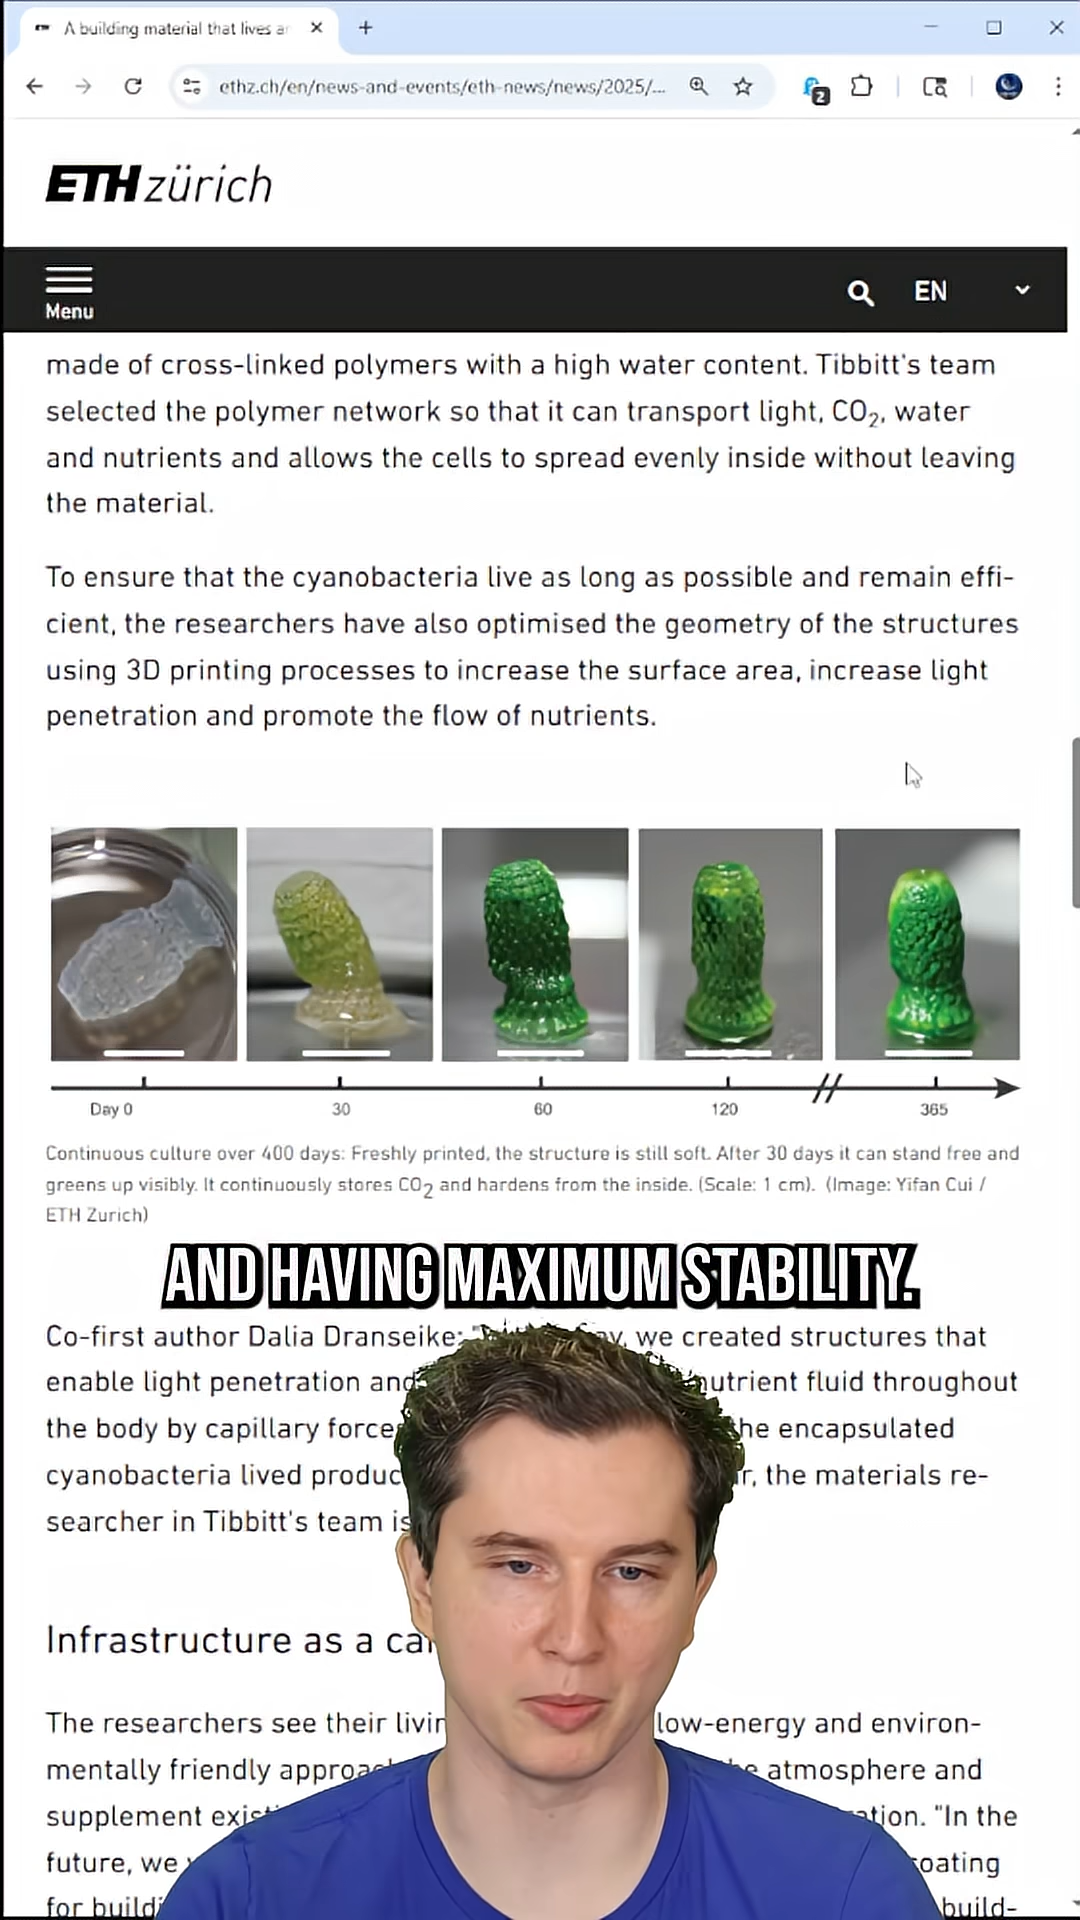 A building material that lives ar
ethz.ch/en/news-and-events/eth-news/news/2025/...
2
ETH zürich
Menu
EN
made of cross-linked polymers with a high water content. Tibbitt's team
selected the polymer network so that it can transport light, CO₂, water
and nutrients and allows the cells to spread evenly inside without leaving
the material.
To ensure that the cyanobacteria live as long as possible and remain effi-
cient, the researchers have also optimised the geometry of the structures
using 3D printing processes to increase the surface area, increase light
penetration and promote the flow of nutrients.
Day 0 30 60 120 365
Continuous culture over 400 days: Freshly printed, the structure is still soft. After 30 days it can stand free and
greens up visibly. It continuously stores CO₂ and hardens from the inside. (Scale: 1 cm). (Image: Yifan Cui /
ETH Zurich)
AND HAVING MAXIMUM STABILITY.
Co-first author Dalia Dranseike: we created structures that
enable light penetration and nutrient fluid throughout
the body by capillary force the encapsulated
cyanobacteria lived produc the materials re-
searcher in Tibbitt's team is
Infrastructure as a
The researchers see their low-energy and environ-
mentally friendly atmosphere and
supplement "In the
future, we coating
for build-